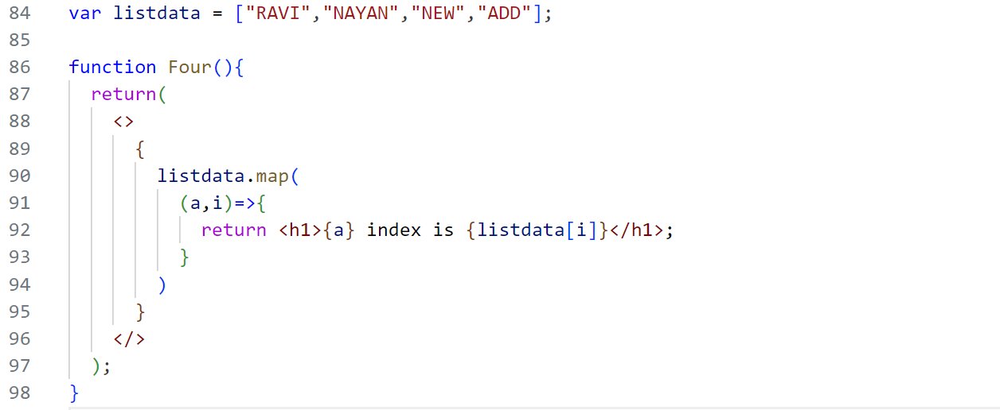 84 var listdata = ["RAVI","NAYAN","NEW","ADD"];
85
86 function Four(){
87   return(
88     <>
89       {
90         listdata.map(
91           (a,i)=>{
92             return <h1>{a} index is {listdata[i]}</h1>;
93           }
94         )
95       }
96     </>
97   );
98 }